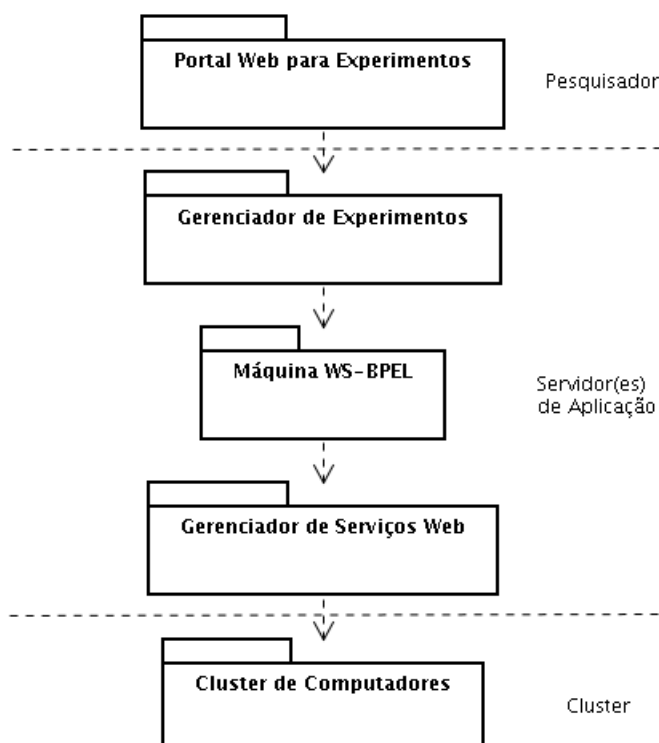 Portal Web para Experimentos
Pesquisador
Gerenciador de Experimentos
Máquina WS-BPEL
Servidor(es)
de Aplicação
Gerenciador de Serviços Web
Cluster de Computadores
Cluster